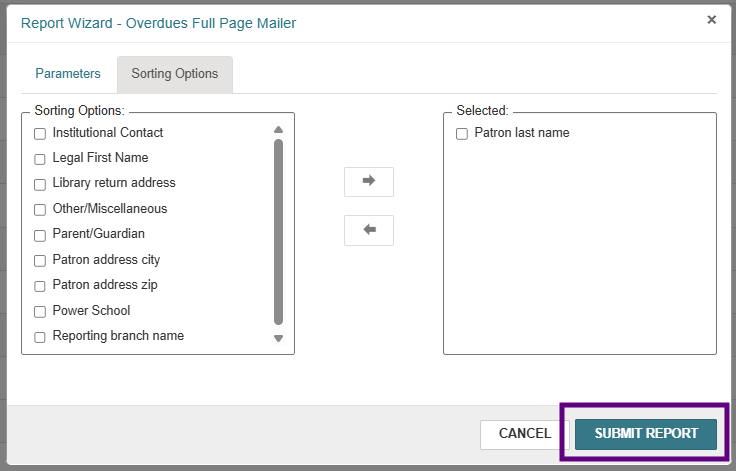 Report Wizard - Overdues Full Page Mailer
×
Parameters
Sorting Options
Sorting Options:
Institutional Contact
Legal First Name
Library return address
Other/Miscellaneous
Parent/Guardian
Patron address city
Patron address zip
Power School
Reporting branch name
Selected:
Patron last name
CANCEL
SUBMIT REPORT